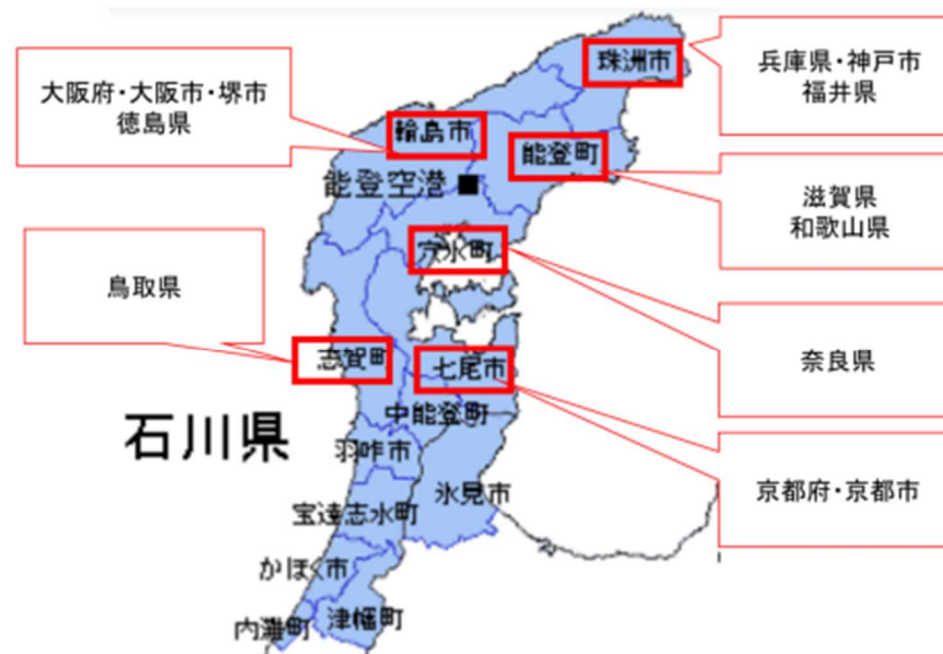 珠洲市
兵庫県・神戸市
福井県
大阪府・大阪市・堺市
徳島県
輪島市
能登町
能登空港
滋賀県
和歌山県
穴水町
鳥取県
志賀町
七尾市
奈良県
中能登町
石川県
羽咋市
氷見市
京都府・京都市
宝達志水町
かほく市
内灘町
津幡町